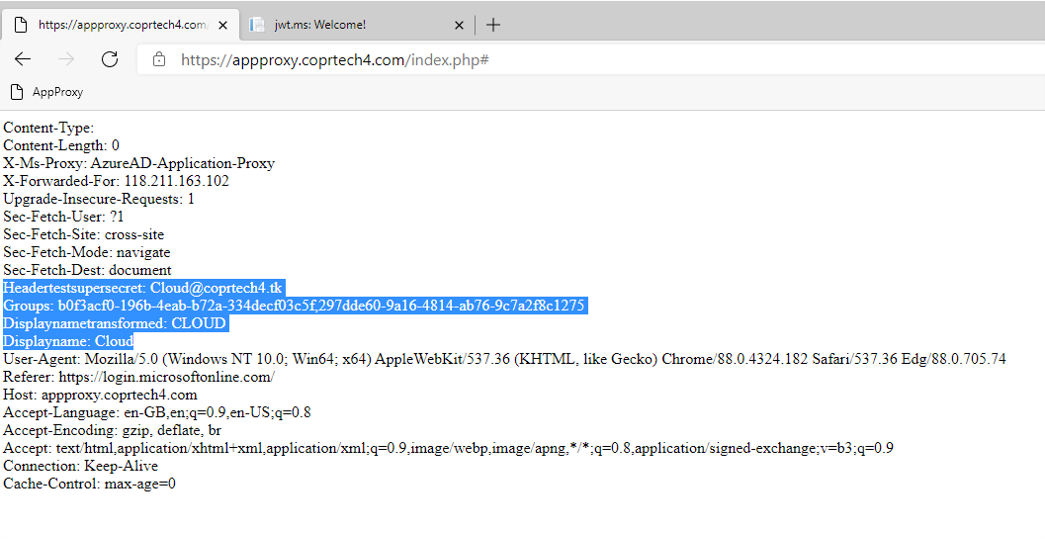 https://appproxy.coprtech4.com/
jwt.ms: Welcome!
https://appproxy.coprtech4.com/index.php#
AppProxy
Content-Type:
Content-Length: 0
X-Ms-Proxy: AzureAD-Application-Proxy
X-Forwarded-For: 118.211.163.102
Upgrade-Insecure-Requests: 1
Sec-Fetch-User: ?1
Sec-Fetch-Site: cross-site
Sec-Fetch-Mode: navigate
Sec-Fetch-Dest: document
Headertestsupersecret: Cloud@coprtech4.tk
Groups: b0f3acf0-196b-4eab-b72a-334decf03c5f,297dde60-9a16-4814-ab76-9c7a2f8c1275
Displaynametransformed: CLOUD
Displayname: Cloud
User-Agent: Mozilla/5.0 (Windows NT 10.0; Win64; x64) AppleWebKit/537.36 (KHTML, like Gecko) Chrome/88.0.4324.182 Safari/537.36 Edg/88.0.705.74
Referer: https://login.microsoftonline.com/
Host: appproxy.coprtech4.com
Accept-Language: en-GB,en;q=0.9,en-US;q=0.8
Accept-Encoding: gzip, deflate, br
Accept: text/html,application/xhtml+xml,application/xml;q=0.9,image/webp,image/apng,*/*;q=0.8,application/signed-exchange;v=b3;q=0.9
Connection: Keep-Alive
Cache-Control: max-age=0